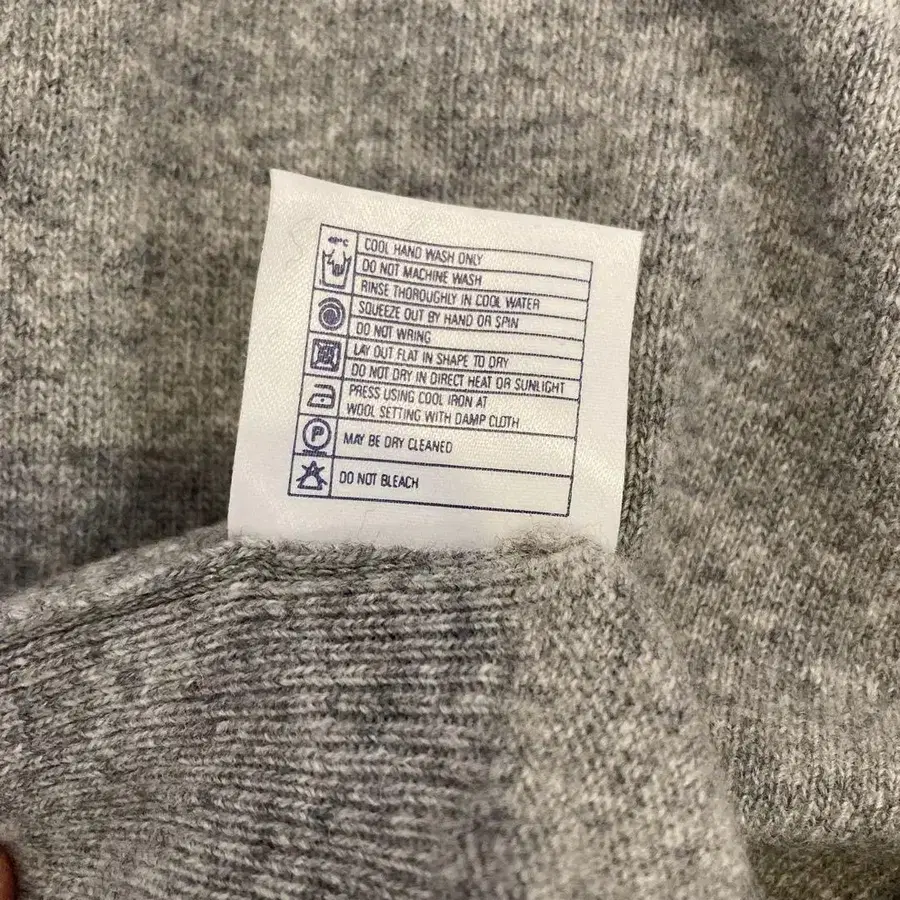 40°C
COOL HAND WASH ONLY
DO NOT MACHINE WASH
RINSE THOROUGHLY IN COOL WATER
SQUEEZE OUT BY HAND OR SPIN
DO NOT WRING
LAY OUT FLAT IN SHAPE TO DRY
DO NOT DRY IN DIRECT HEAT OR SUNLIGHT
PRESS USING COOL IRON AT
WOOL SETTING WITH DAMP CLOTH
P
MAY BE DRY CLEANED
DO NOT BLEACH